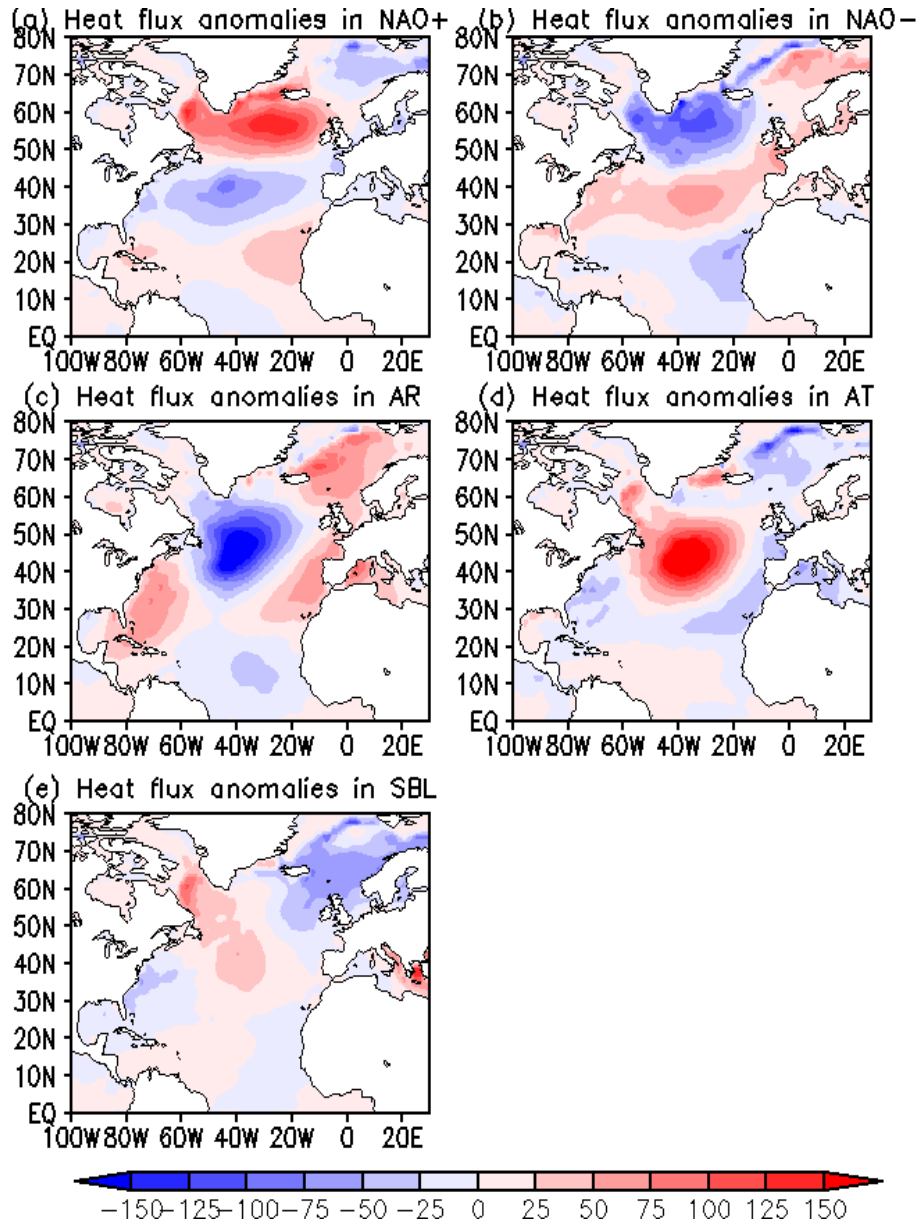 (a) Heat flux anomalies in NAO+
(b) Heat flux anomalies in NAO−
80N
70N
60N
50N
40N
30N
20N
10N
EQ
100W 80W 60W 40W 20W 0 20E
80N
70N
60N
50N
40N
30N
20N
10N
EQ
100W 80W 60W 40W 20W 0 20E
(c) Heat flux anomalies in AR
(d) Heat flux anomalies in AT
80N
70N
60N
50N
40N
30N
20N
10N
EQ
100W 80W 60W 40W 20W 0 20E
80N
70N
60N
50N
40N
30N
20N
10N
EQ
100W 80W 60W 40W 20W 0 20E
(e) Heat flux anomalies in SBL
80N
70N
60N
50N
40N
30N
20N
10N
EQ
100W 80W 60W 40W 20W 0 20E
−150 −125 −100 −75 −50 −25 0 25 50 75 100 125 150